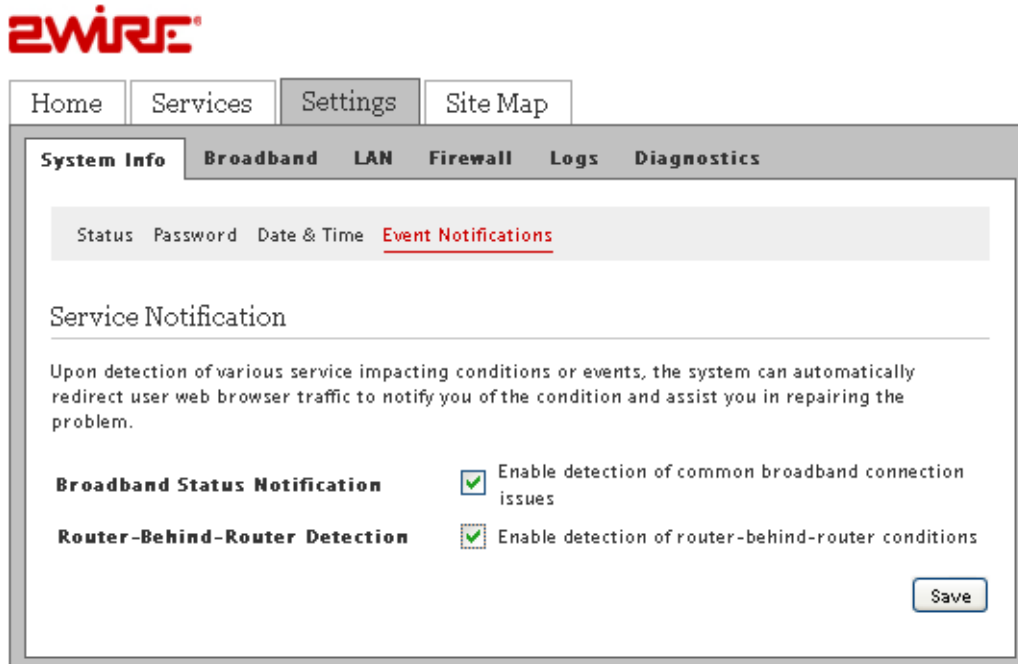 2WIRE
Home Services Settings Site Map
System Info Broadband LAN Firewall Logs Diagnostics
Status Password Date & Time Event Notifications
Service Notification
Upon detection of various service impacting conditions or events, the system can automatically
redirect user web browser traffic to notify you of the condition and assist you in repairing the
problem.
Broadband Status Notification Enable detection of common broadband connection
issues
Router-Behind-Router Detection Enable detection of router-behind-router conditions
Save